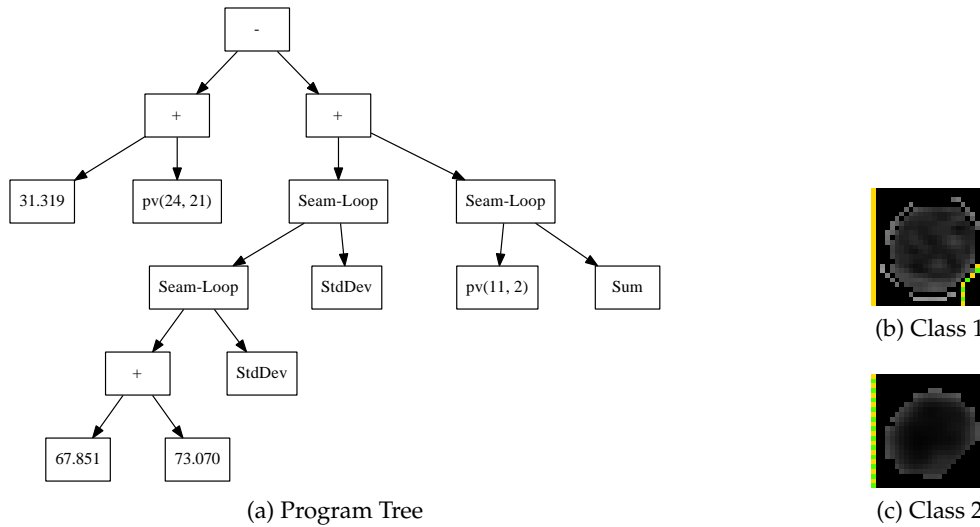 -
+ +
31.319 pv(24, 21) Seam-Loop Seam-Loop
Seam-Loop StdDev pv(11, 2) Sum
+ StdDev
67.851 73.070
(a) Program Tree
(b) Class 1
(c) Class 2